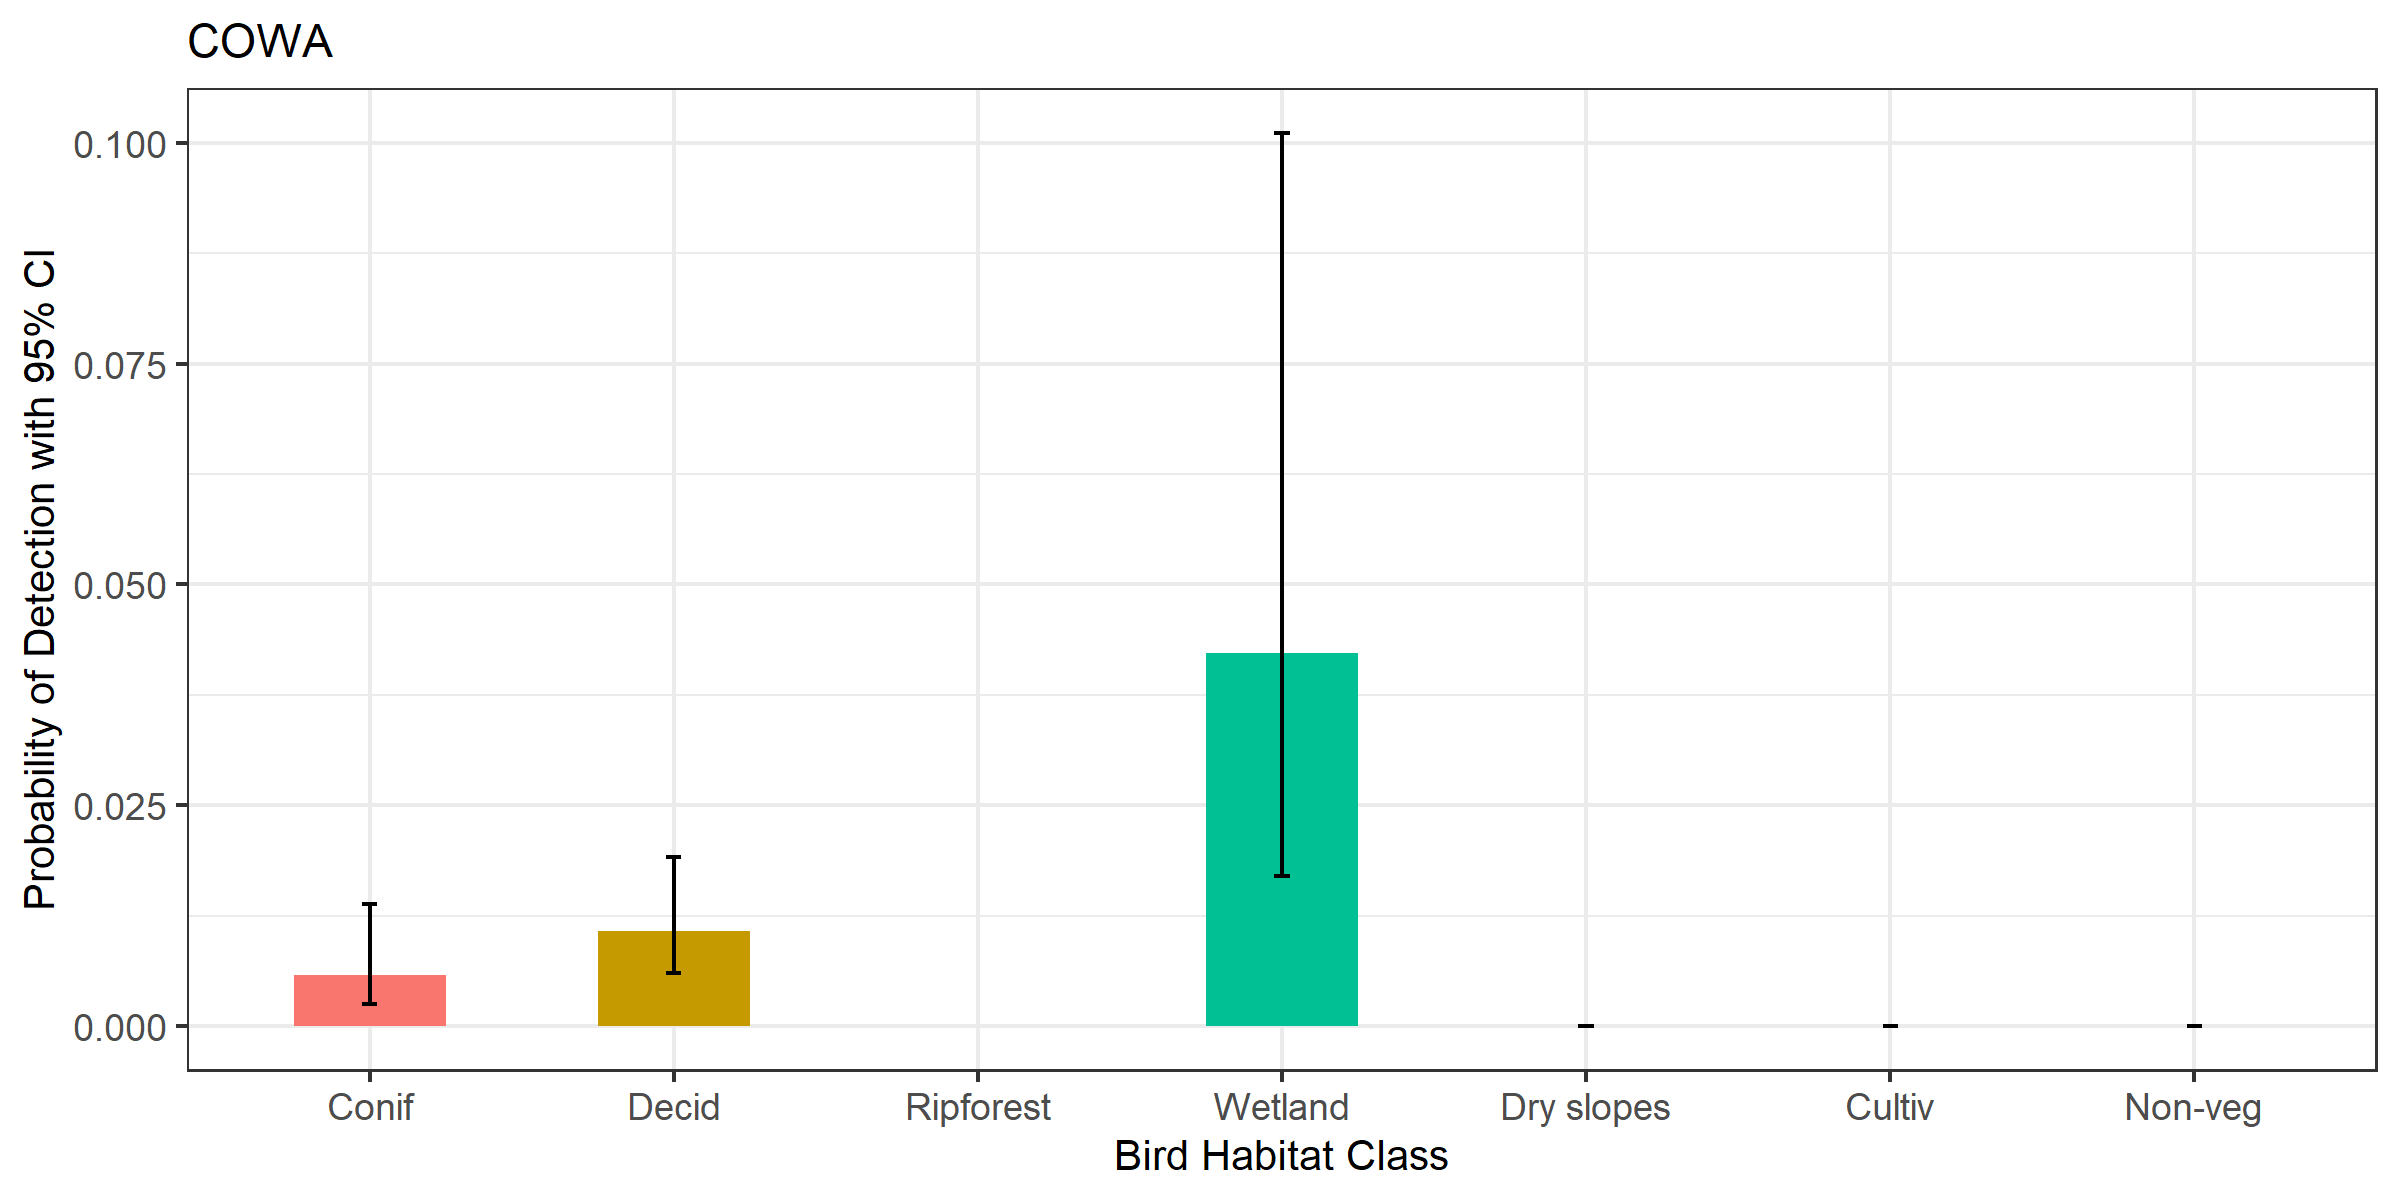 COWA
Probability of Detection with 95% CI
0.100
0.075
0.050
0.025
0.000
Conif Decid Ripforest Wetland Dry slopes Cultiv Non-veg
Bird Habitat Class